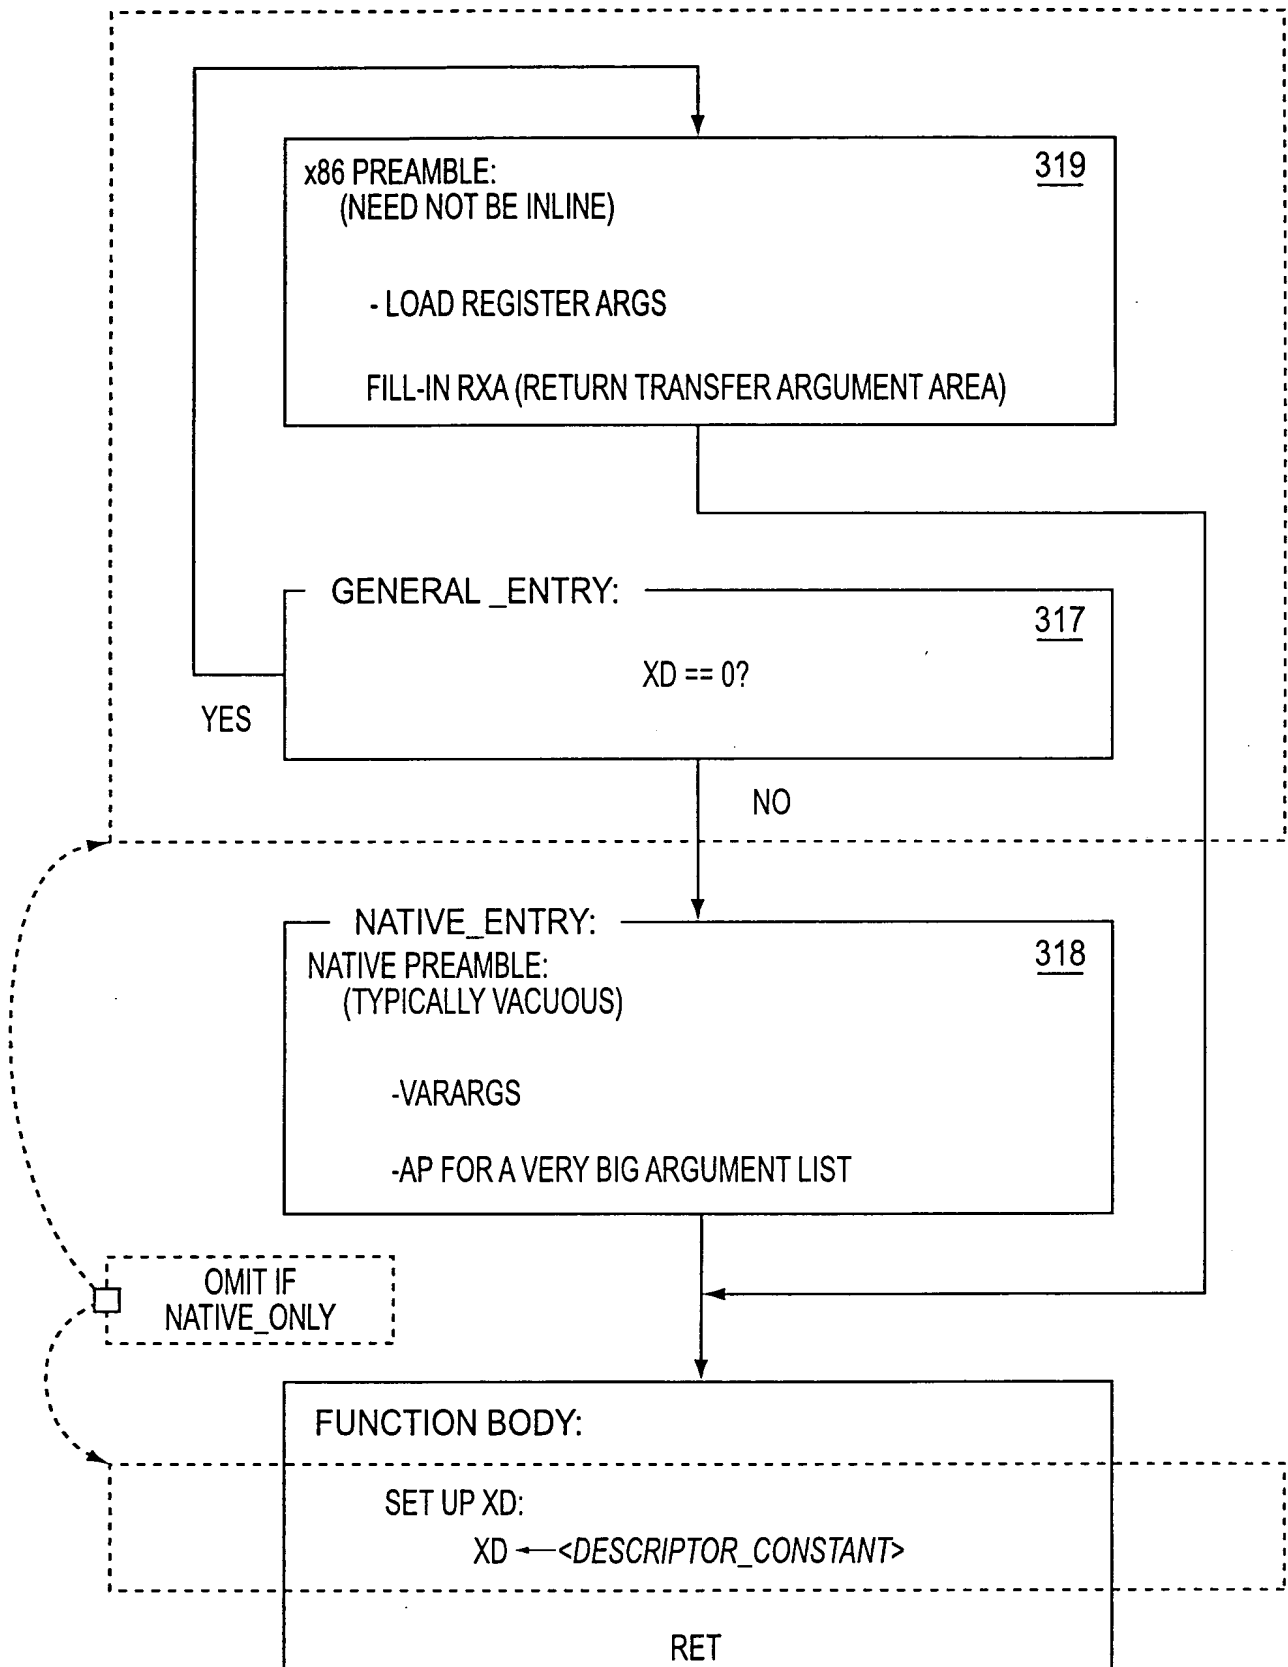 x86 PREAMBLE: 319
(NEED NOT BE INLINE)
- LOAD REGISTER ARGS
FILL-IN RXA (RETURN TRANSFER ARGUMENT AREA)
GENERAL _ENTRY:
317
XD == 0?
YES
NO
NATIVE_ENTRY:
NATIVE PREAMBLE: 318
(TYPICALLY VACUOUS)
-VARARGS
-AP FOR A VERY BIG ARGUMENT LIST
OMIT IF
NATIVE_ONLY
FUNCTION BODY:
SET UP XD:
XD ←<DESCRIPTOR_CONSTANT>
RET